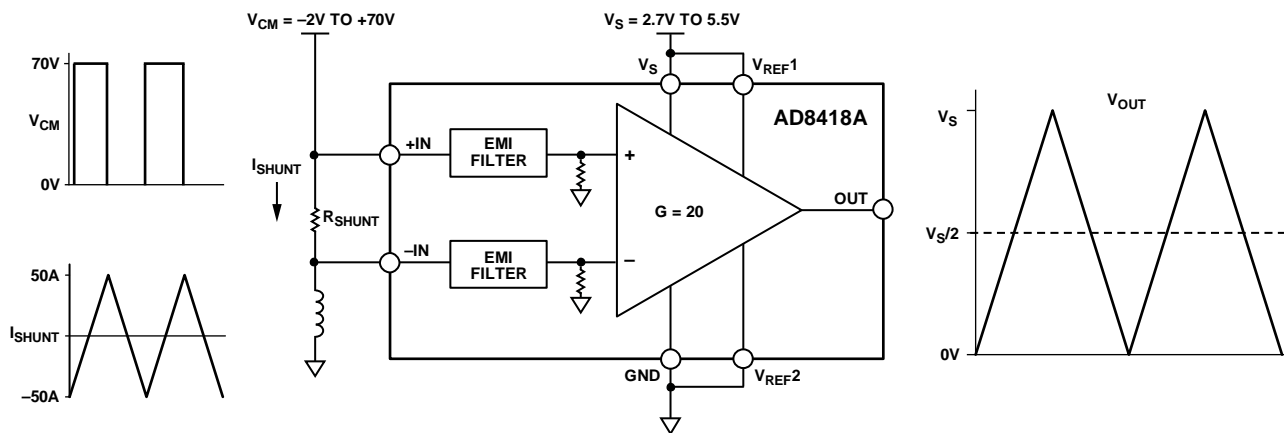 V_CM = –2V TO +70V
V_S = 2.7V TO 5.5V
70V
V_CM
0V
50A
I_SHUNT
–50A
I_SHUNT
R_SHUNT
+IN
–IN
EMI
FILTER
EMI
FILTER
V_S
V_REF1
AD8418A
+
–
G = 20
OUT
GND
V_REF2
V_OUT
V_S
V_S/2
0V